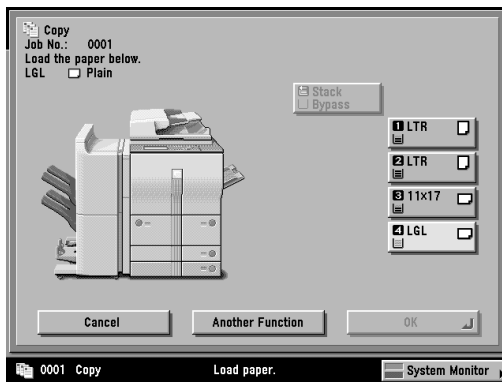 Copy
Job No.: 0001
Load the paper below.
LGL Plain
Stack
Bypass
1 LTR
2 LTR
3 11x17
4 LGL
Cancel
Another Function
OK
0001 Copy Load paper. System Monitor